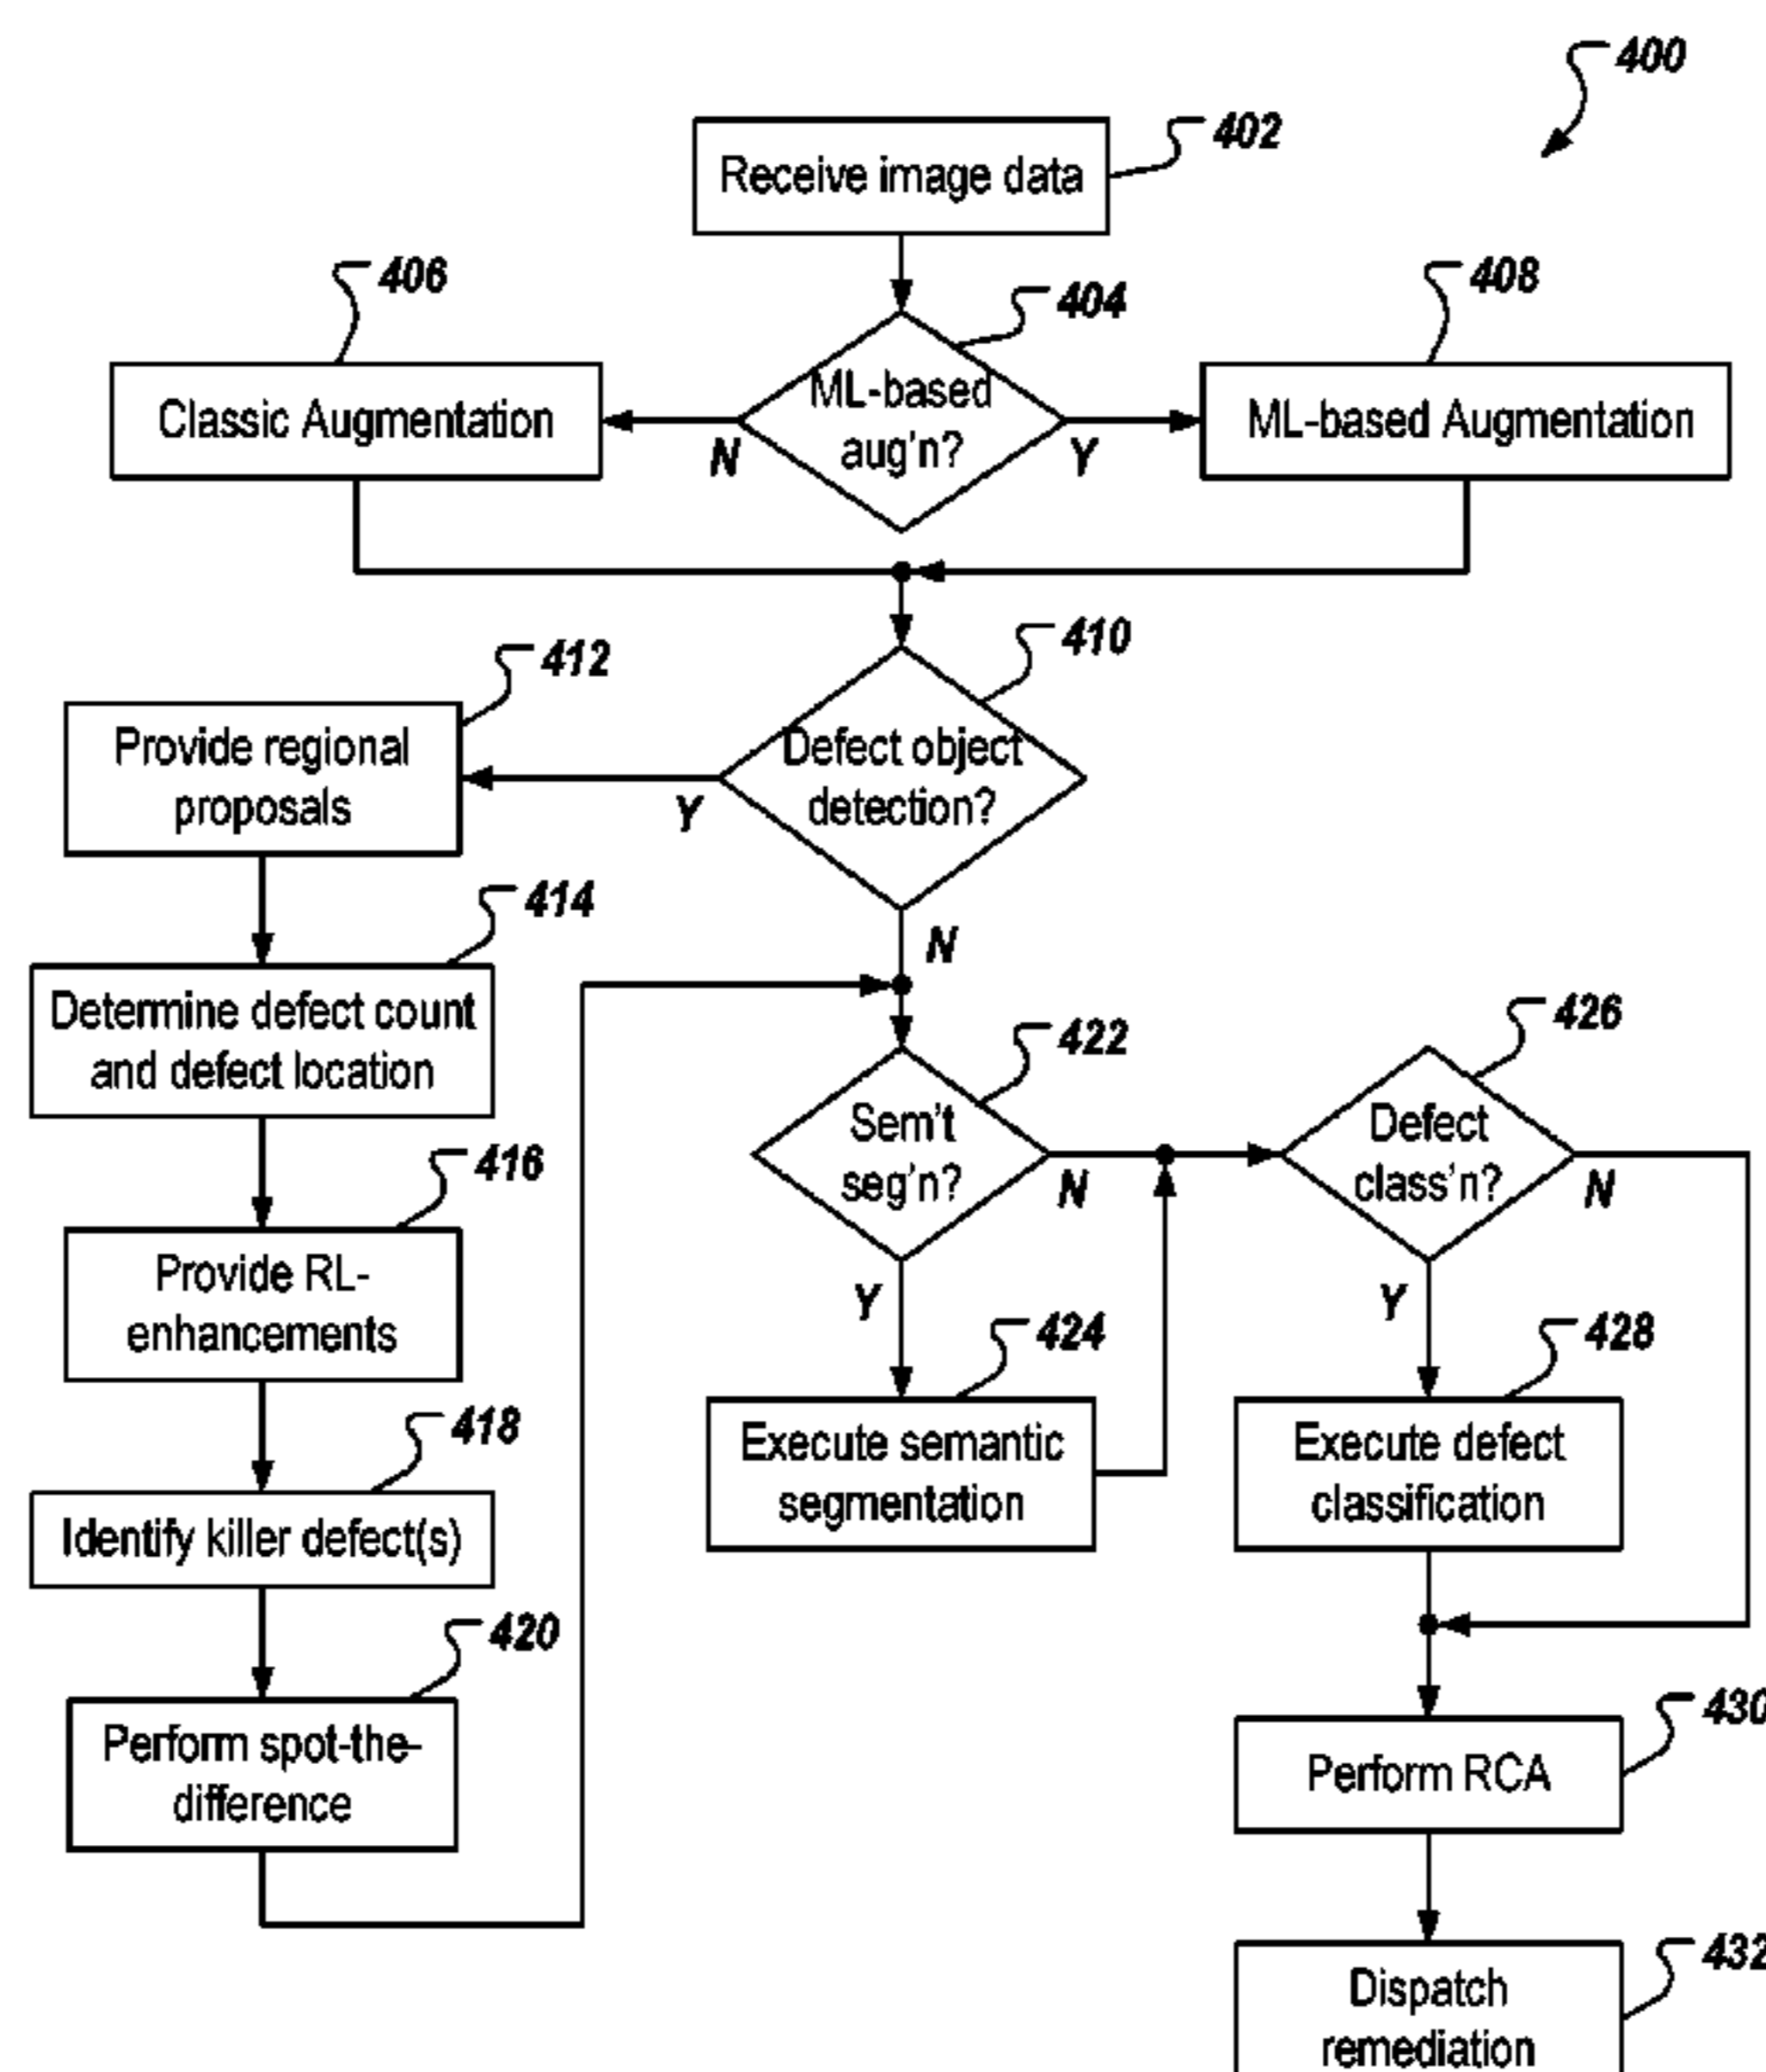 400
Receive image data
402
406
404
408
Classic Augmentation
ML-based
aug'n?
N
Y
ML-based Augmentation
410
412
Provide regional
proposals
Defect object
detection?
Y
N
414
Determine defect count
and defect location
422
426
Sem't
seg'n?
N
Y
Defect
class'n?
N
Y
416
Provide RL-
enhancements
424
428
Execute semantic
segmentation
Execute defect
classification
418
Identify killer defect(s)
420
Perform spot-the-
difference
430
Perform RCA
432
Dispatch
remediation